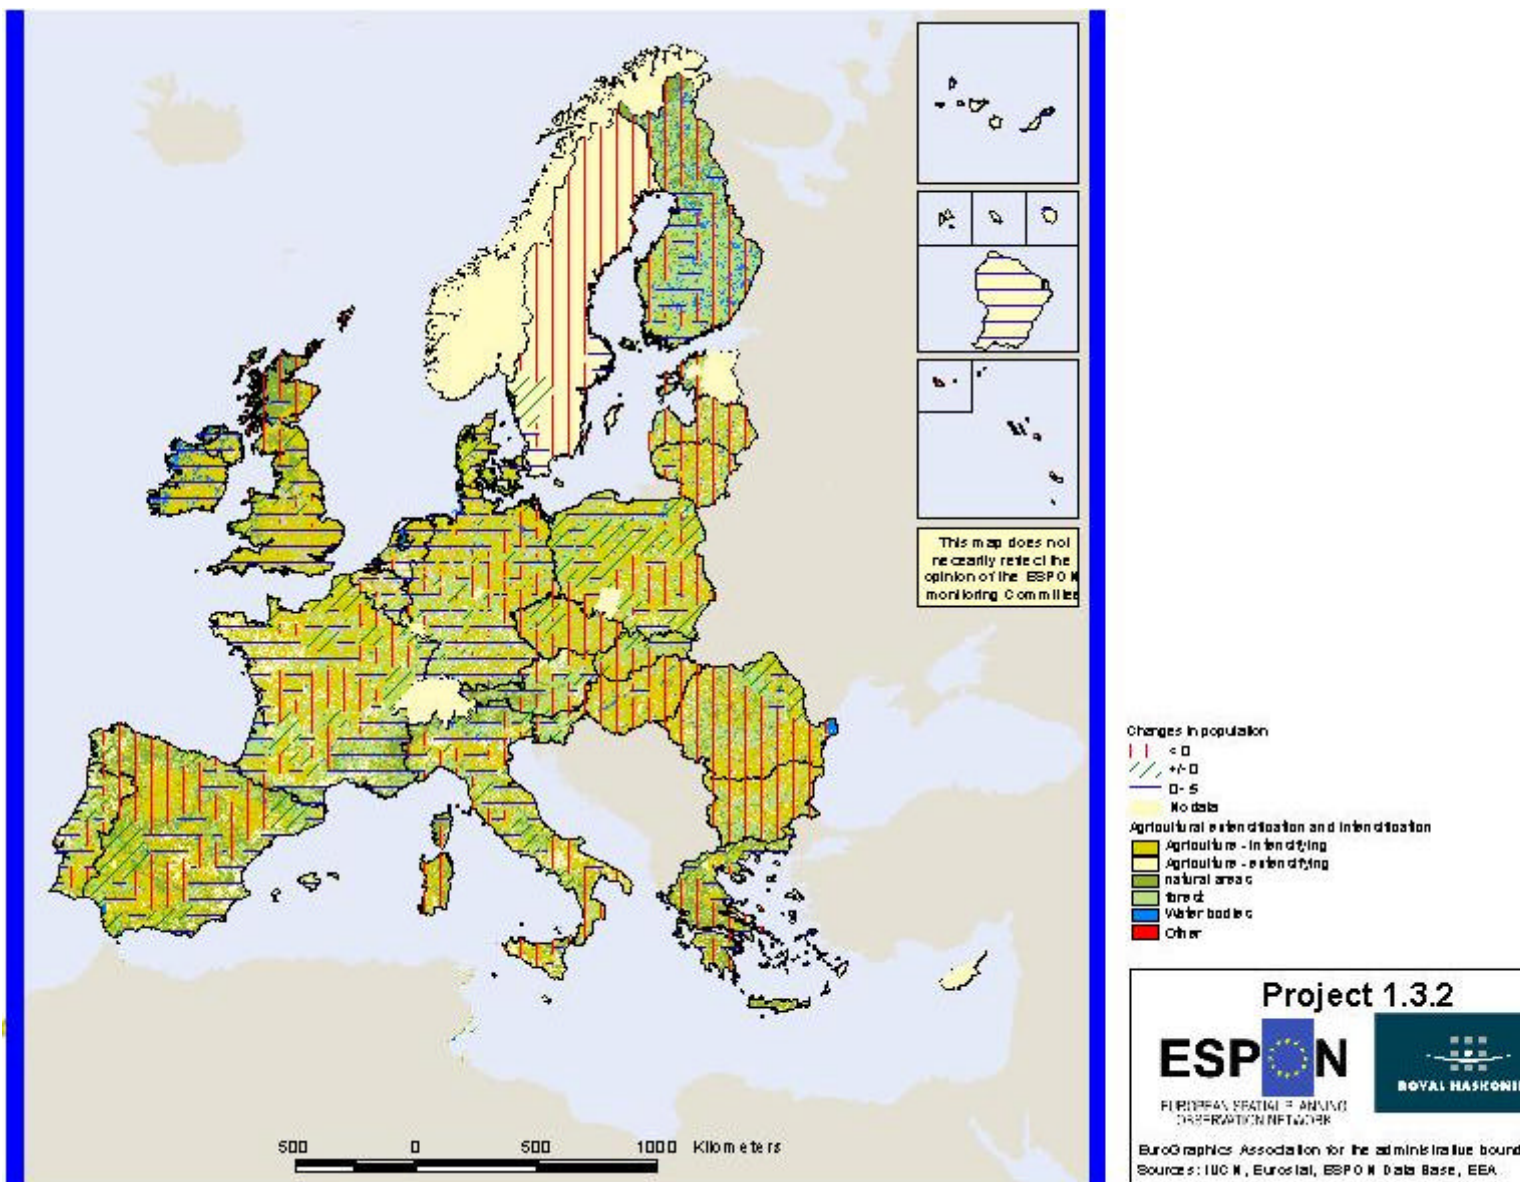 This map does not
necearily reflect the
opinion of the ESPON
monitoring Committee
Changes in population
< 0
+/- 0
0- 5
No data
Agricultural extensification and intensification
Agriculture - intensifying
Agriculture - extensifying
natural areas
forest
Water bodies
Other
500 0 500 1000 Kilometers
Project 1.3.2
ESPON
ROYAL HASKONI
EUROPEAN SPATIAL PLANNING
OBSERVATION NETWORK
EuroGraphics Association for the administrative bound
Sources: IUCN, Eurostat, ESPON Data Base, EEA